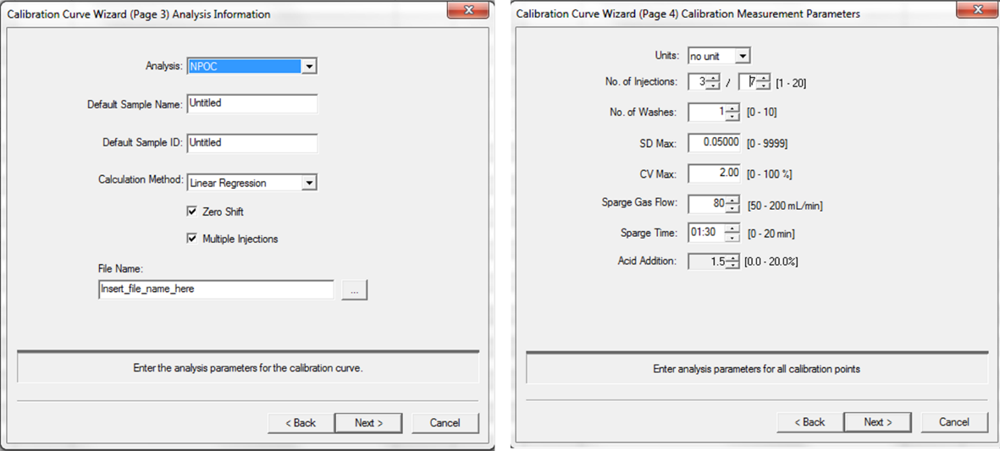 Calibration Curve Wizard (Page 3) Analysis Information
Analysis: NPOC
Default Sample Name: Untitled
Default Sample ID: Untitled
Calculation Method: Linear Regression
Zero Shift
Multiple Injections
File Name:
Insert_file_name_here
...
Enter the analysis parameters for the calibration curve.
< Back Next > Cancel
Calibration Curve Wizard (Page 4) Calibration Measurement Parameters
Units: no unit
No. of Injections: 3 / 7 [1 - 20]
No. of Washes: 1 [0 - 10]
SD Max: 0.05000 [0 - 9999]
CV Max: 2.00 [0 - 100 %]
Sparge Gas Flow: 80 [50 - 200 mL/min]
Sparge Time: 01:30 [0 - 20 min]
Acid Addition: 1.5 [0.0 - 20.0%]
Enter analysis parameters for all calibration points
< Back Next > Cancel